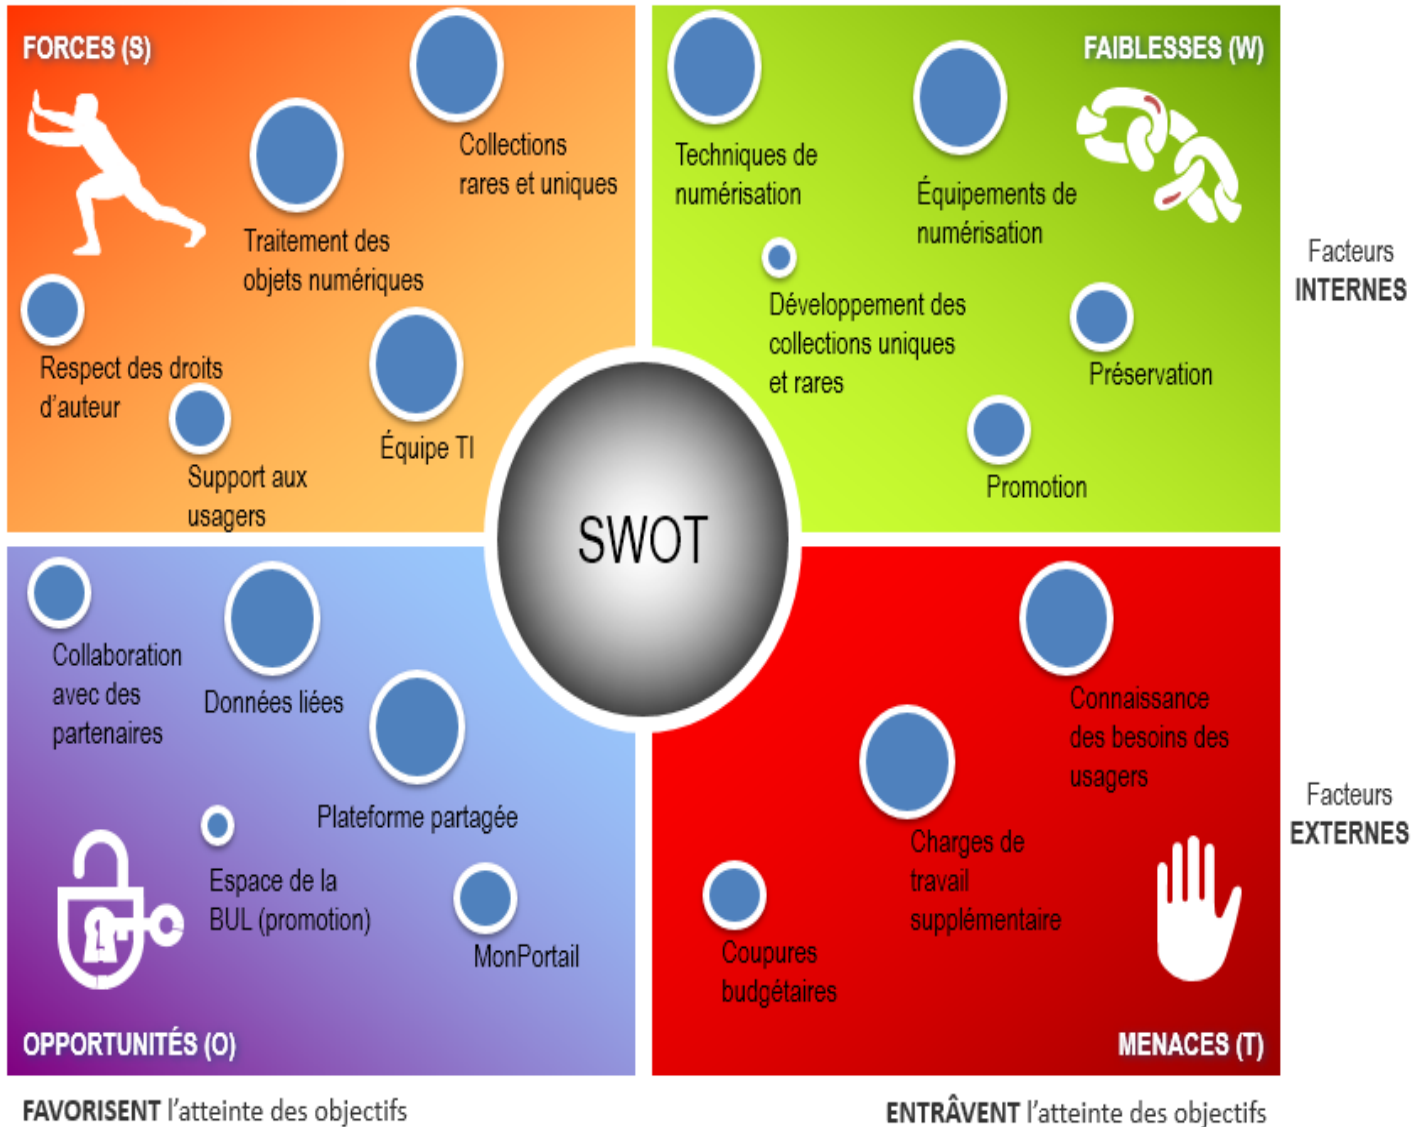 FORCES (S)
Collections
rares et uniques
Traitement des
objets numériques
Respect des droits
d'auteur
Équipe TI
Support aux
usagers
FAIBLESSES (W)
Techniques de
numérisation
Équipements de
numérisation
Développement des
collections uniques
et rares
Préservation
Promotion
Facteurs
INTERNES
SWOT
Collaboration
avec des
partenaires
Données liées
Plateforme partagée
Espace de la
BUL (promotion)
MonPortail
OPPORTUNITÉS (O)
Connaissance
des besoins des
usagers
Charges de
travail
supplémentaire
Coupures
budgétaires
MENACES (T)
Facteurs
EXTERNES
FAVORISENT l'atteinte des objectifs
ENTRÂVENT l'atteinte des objectifs